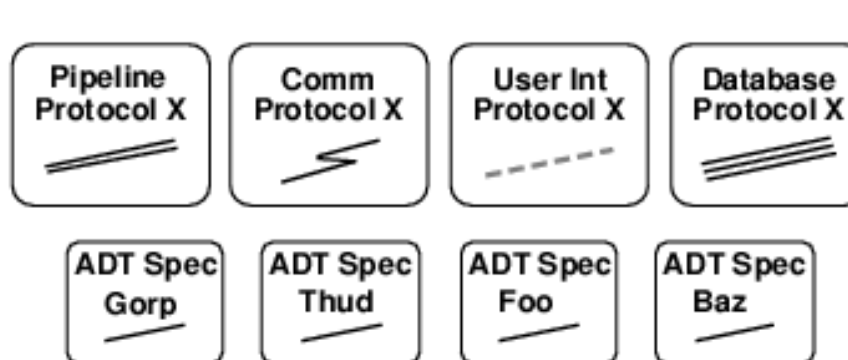 Pipeline
Protocol X
Comm
Protocol X
User Int
Protocol X
Database
Protocol X
ADT Spec
Gorp
ADT Spec
Thud
ADT Spec
Foo
ADT Spec
Baz